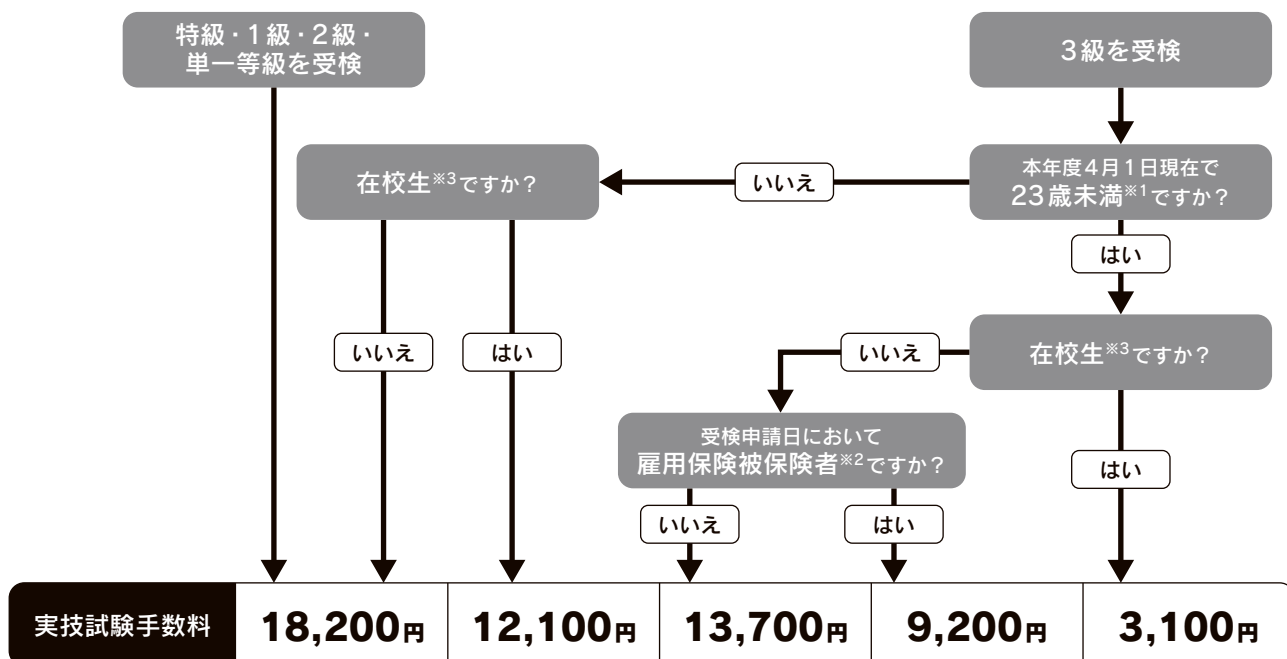 特級・1級・2級・
単一等級を受検
3級を受検
本年度4月1日現在で
23歳未満※1ですか？
いいえ
在校生※3ですか？
はい
在校生※3ですか？
いいえ
いいえ
はい
受検申請日において
雇用保険被保険者※2ですか？
はい
いいえ
はい
実技試験手数料
18,200円
12,100円
13,700円
9,200円
3,100円